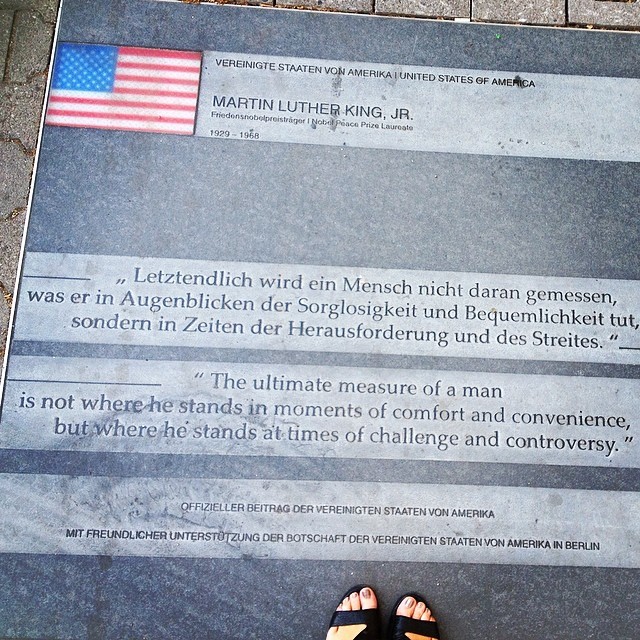 VEREINIGTE STAATEN VON AMERIKA | UNITED STATES OF AMERICA
MARTIN LUTHER KING, JR.
Friedensnobelpreisträger | Nobel Peace Prize Laureate
1929 – 1968
„ Letztendlich wird ein Mensch nicht daran gemessen,
was er in Augenblicken der Sorglosigkeit und Bequemlichkeit tut,
sondern in Zeiten der Herausforderung und des Streites. “
“ The ultimate measure of a man
is not where he stands in moments of comfort and convenience,
but where he stands at times of challenge and controversy. ”
OFFIZIELLER BEITRAG DER VEREINIGTEN STAATEN VON AMERIKA
MIT FREUNDLICHER UNTERSTÜTZUNG DER BOTSCHAFT DER VEREINIGTEN STAATEN VON AMERIKA IN BERLIN